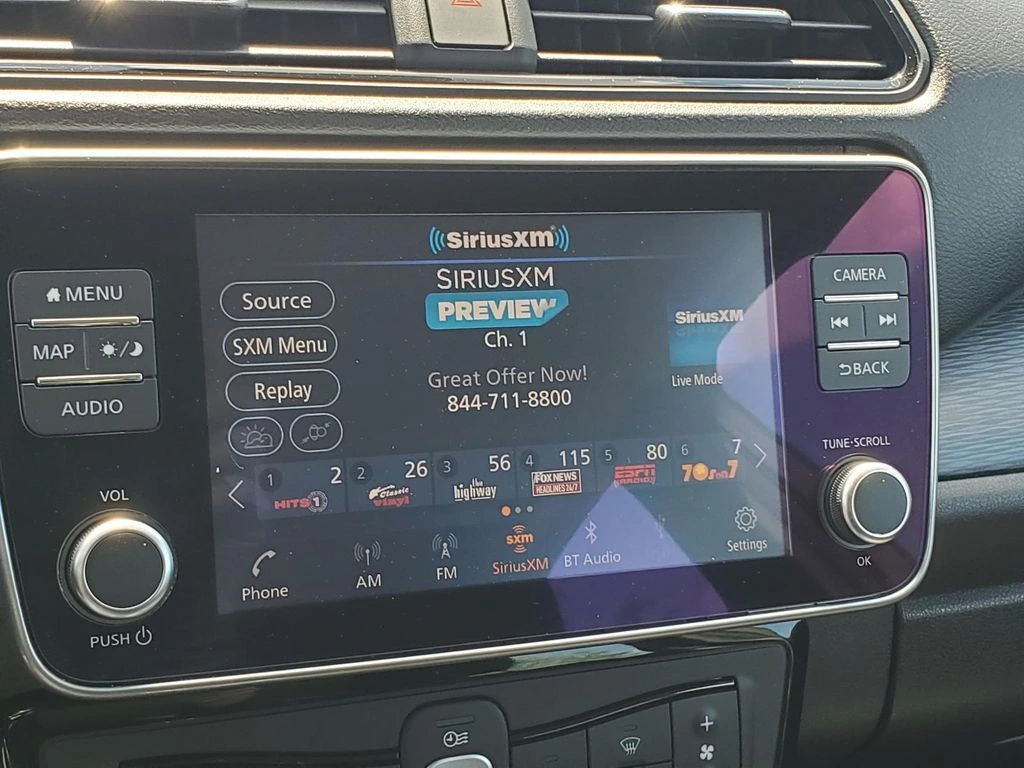 SiriusXM
MENU
MAP
AUDIO
VOL
PUSH
Source
SXM Menu
Replay
SIRIUSXM
PREVIEW
Ch. 1
Great Offer Now!
844-711-8800
SiriusXM
Live Mode
CAMERA
BACK
TUNE·SCROLL
OK
1 2
HITS 1
2 26
Classic
vinyl
3 56
the
highway
4 115
FOX NEWS
HEADLINES 24/7
5 80
ESPN
RADIO
6 7
70s on 7
Phone
AM
FM
sxm
SiriusXM
BT Audio
Settings